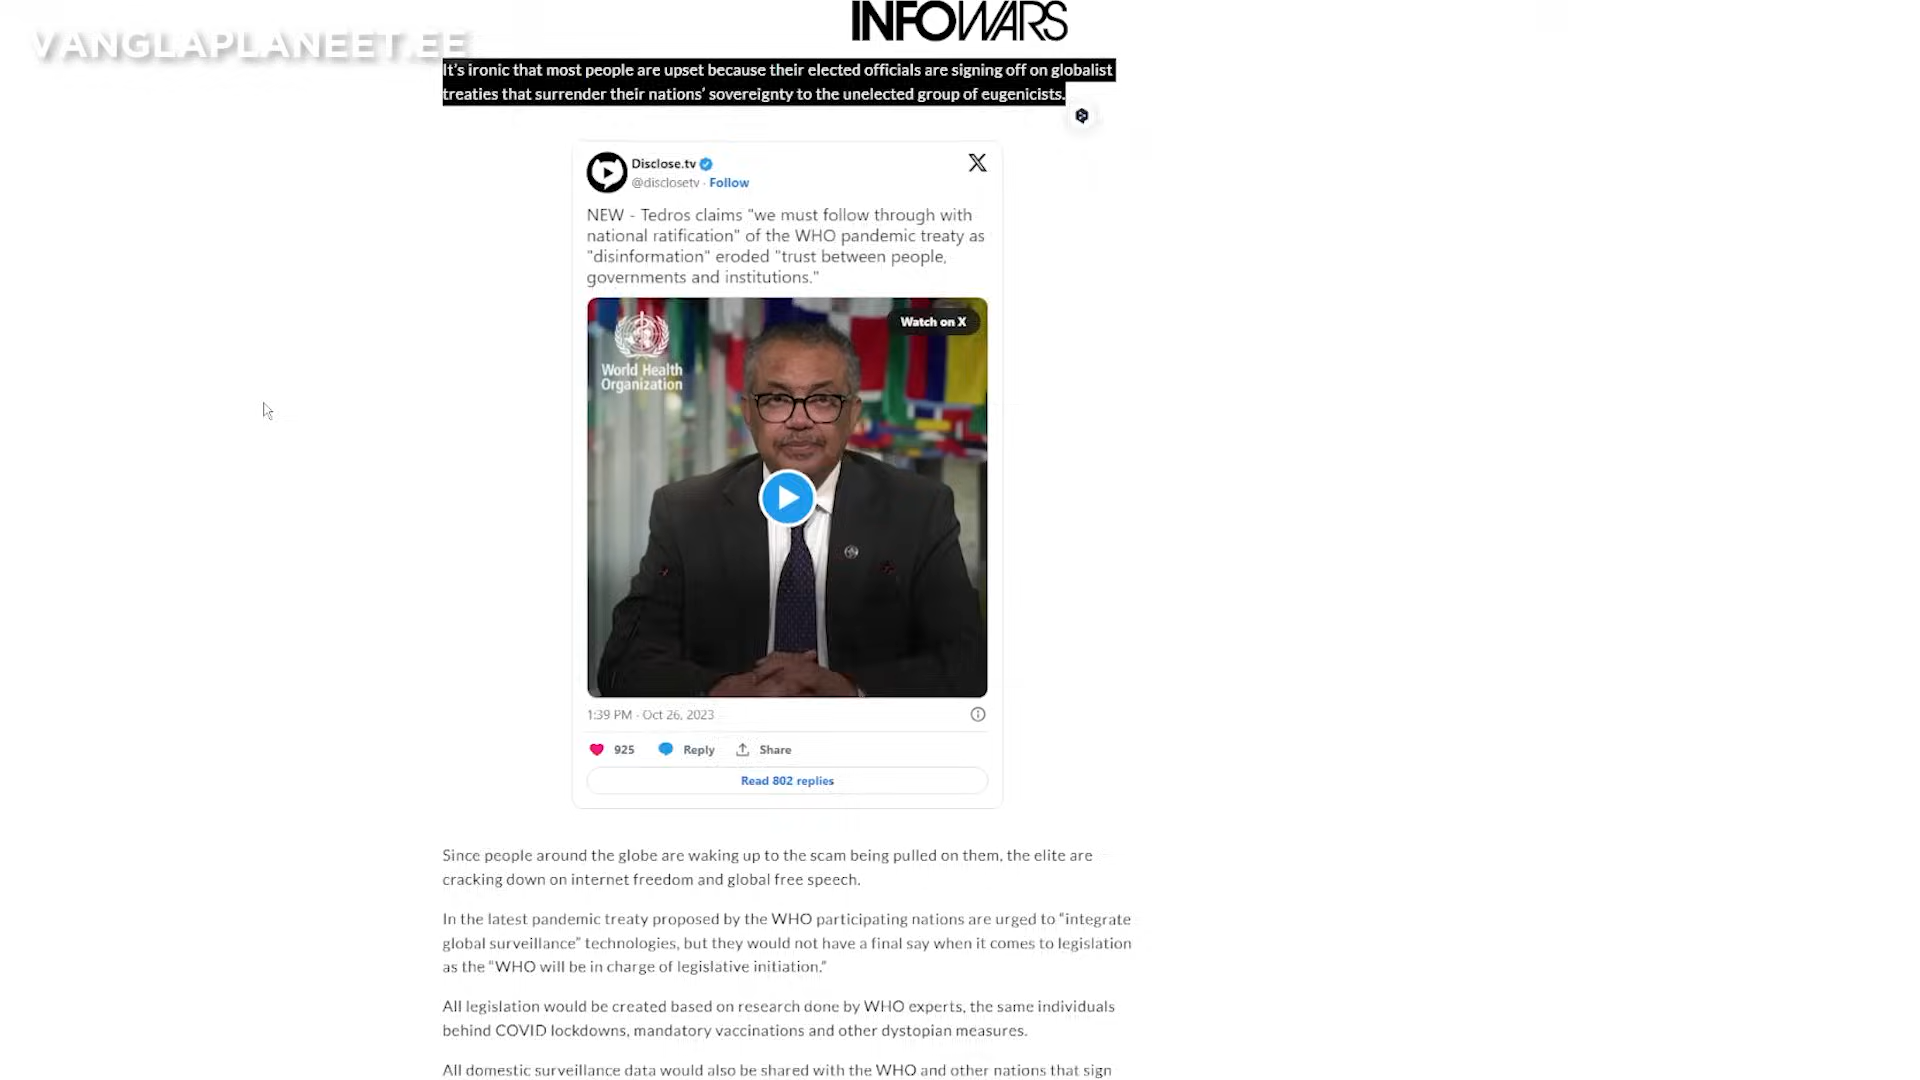 INFOWARS
VANGLAPLANEET.EE
It's ironic that most people are upset because their elected officials are signing off on globalist
treaties that surrender their nations' sovereignty to the unelected group of eugenicists.
Disclose.tv
@disclosetv · Follow
NEW - Tedros claims "we must follow through with
national ratification" of the WHO pandemic treaty as
"disinformation" eroded "trust between people,
governments and institutions."
Watch on X
World Health
Organization
1:39 PM · Oct 26, 2023
925 Reply Share
Read 802 replies
Since people around the globe are waking up to the scam being pulled on them, the elite are
cracking down on internet freedom and global free speech.
In the latest pandemic treaty proposed by the WHO participating nations are urged to “integrate
global surveillance” technologies, but they would not have a final say when it comes to legislation
as the “WHO will be in charge of legislative initiation.”
All legislation would be created based on research done by WHO experts, the same individuals
behind COVID lockdowns, mandatory vaccinations and other dystopian measures.
All domestic surveillance data would also be shared with the WHO and other nations that sign